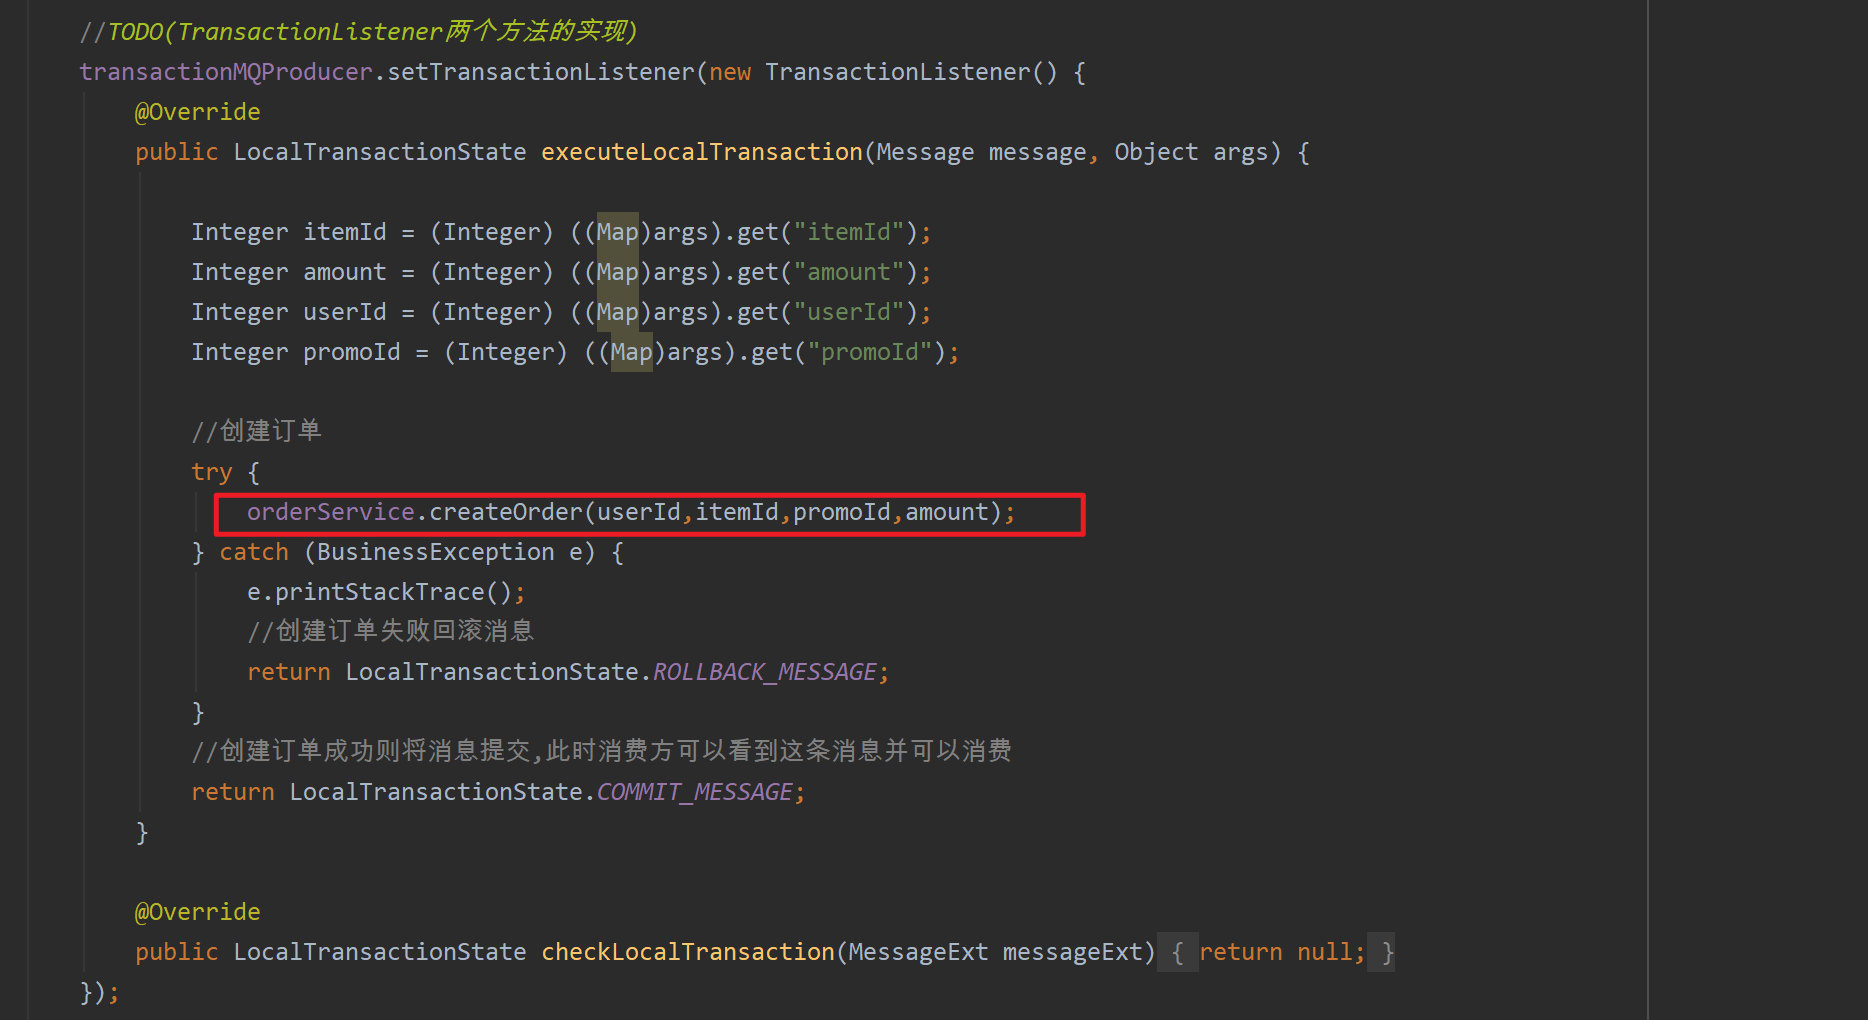 //TODO(TransactionListener两个方法的实现)
transactionMQProducer.setTransactionListener(new TransactionListener() {
@Override
public LocalTransactionState executeLocalTransaction(Message message, Object args) {
Integer itemId = (Integer) ((Map)args).get("itemId");
Integer amount = (Integer) ((Map)args).get("amount");
Integer userId = (Integer) ((Map)args).get("userId");
Integer promoId = (Integer) ((Map)args).get("promoId");
//创建订单
try {
orderService.createOrder(userId,itemId,promoId,amount);
} catch (BusinessException e) {
e.printStackTrace();
//创建订单失败回滚消息
return LocalTransactionState.ROLLBACK_MESSAGE;
}
//创建订单成功则将消息提交,此时消费方可以看到这条消息并可以消费
return LocalTransactionState.COMMIT_MESSAGE;
}
@Override
public LocalTransactionState checkLocalTransaction(MessageExt messageExt) { return null; }
});